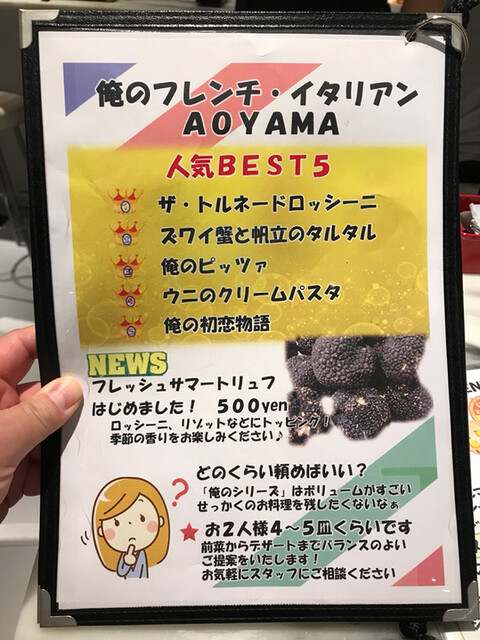 俺のフレンチ・イタリアン
AOYAMA
人気BEST5
1 ザ・トルネードロッシーニ
2 ズワイ蟹と帆立のタルタル
3 俺のピッツァ
4 ウニのクリームパスタ
5 俺の初恋物語
NEWS
フレッシュサマートリュフ
はじめました! 500yen
ロッシーニ、リゾットなどにトッピング!
季節の香りをお楽しみください♪
どのくらい頼めばいい?
「俺のシリーズ」はボリュームがすごい
せっかくのお料理を残したくないなぁ
?
★お2人様4~5皿くらいです
前菜からデザートまでバランスのよい
ご提案をいたします!
お気軽にスタッフにご相談ください